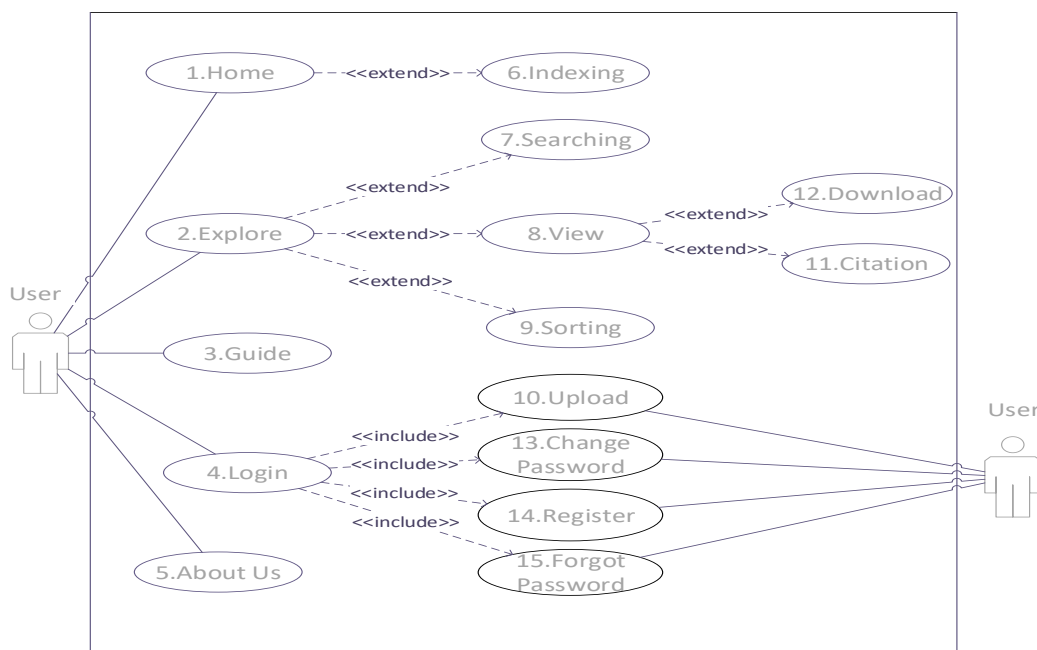 1.Home
<<extend>>
6.Indexing
7.Searching
<<extend>>
12.Download
<<extend>>
2.Explore
<<extend>>
8.View
<<extend>>
11.Citation
<<extend>>
User
9.Sorting
3.Guide
10.Upload
User
<<include>>
13.Change
Password
<<include>>
4.Login
<<include>>
14.Register
<<include>>
15.Forgot
Password
5.About Us